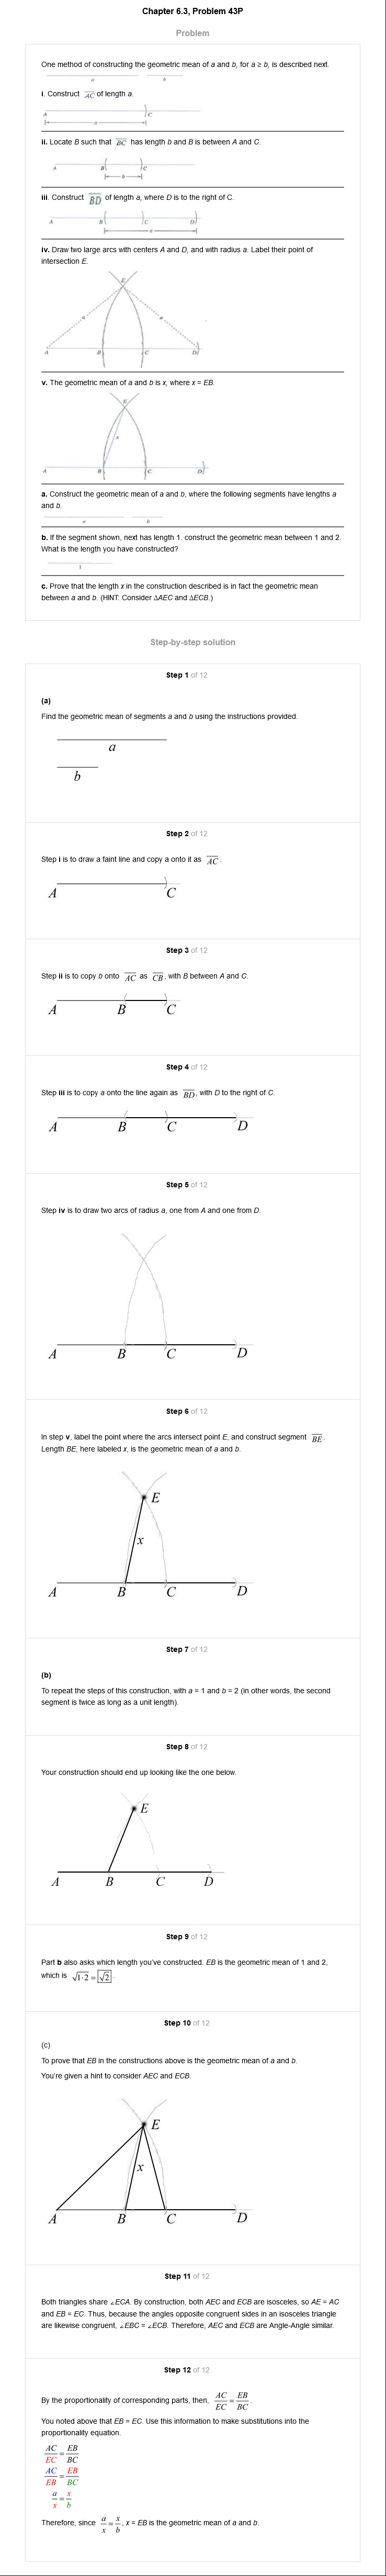 Chapter 6.3, Problem 43P
Problem
One method of constructing the geometric mean of a and b, for a ≥ b, is described next.
a b
i. Construct AC of length a.
A C
a
ii. Locate B such that BC has length b and B is between A and C.
A B C
b
iii. Construct BD of length a, where D is to the right of C.
A B C D
a
iv. Draw two large arcs with centers A and D, and with radius a. Label their point of
intersection E.
E
a a
A B C D
v. The geometric mean of a and b is x, where x = EB.
E
x
A B C D
a. Construct the geometric mean of a and b, where the following segments have lengths a
and b.
a b
b. If the segment shown, next has length 1. construct the geometric mean between 1 and 2.
What is the length you have constructed?
1
c. Prove that the length x in the construction described is in fact the geometric mean
between a and b. (HINT: Consider ΔAEC and ΔECB.)
Step-by-step solution
Step 1 of 12
(a)
Find the geometric mean of segments a and b using the instructions provided.
a
b
Step 2 of 12
Step i is to draw a faint line and copy a onto it as AC.
A C
Step 3 of 12
Step ii is to copy b onto AC as CB, with B between A and C.
A B C
Step 4 of 12
Step iii is to copy a onto the line again as BD, with D to the right of C.
A B C D
Step 5 of 12
Step iv is to draw two arcs of radius a, one from A and one from D.
A B C D
Step 6 of 12
In step v, label the point where the arcs intersect point E, and construct segment BE.
Length BE, here labeled x, is the geometric mean of a and b.
E
x
A B C D
Step 7 of 12
(b)
To repeat the steps of this construction, with a = 1 and b = 2 (in other words, the second
segment is twice as long as a unit length).
Step 8 of 12
Your construction should end up looking like the one below.
E
A B C D
Step 9 of 12
Part b also asks which length you've constructed. EB is the geometric mean of 1 and 2,
which is √1·2 = √2.
Step 10 of 12
(c)
To prove that EB in the constructions above is the geometric mean of a and b.
You're given a hint to consider AEC and ECB.
E
x
A B C D
Step 11 of 12
Both triangles share ∠ECA. By construction, both AEC and ECB are isosceles, so AE = AC
and EB = EC. Thus, because the angles opposite congruent sides in an isosceles triangle
are likewise congruent, ∠EBC = ∠ECB. Therefore, AEC and ECB are Angle-Angle similar.
Step 12 of 12
By the proportionality of corresponding parts, then, AC/EC = EB/BC.
You noted above that EB = EC. Use this information to make substitutions into the
proportionality equation.
AC/EC = EB/BC
AC/EB = EB/BC
a/x = x/b
Therefore, since a/x = x/b, x = EB is the geometric mean of a and b.